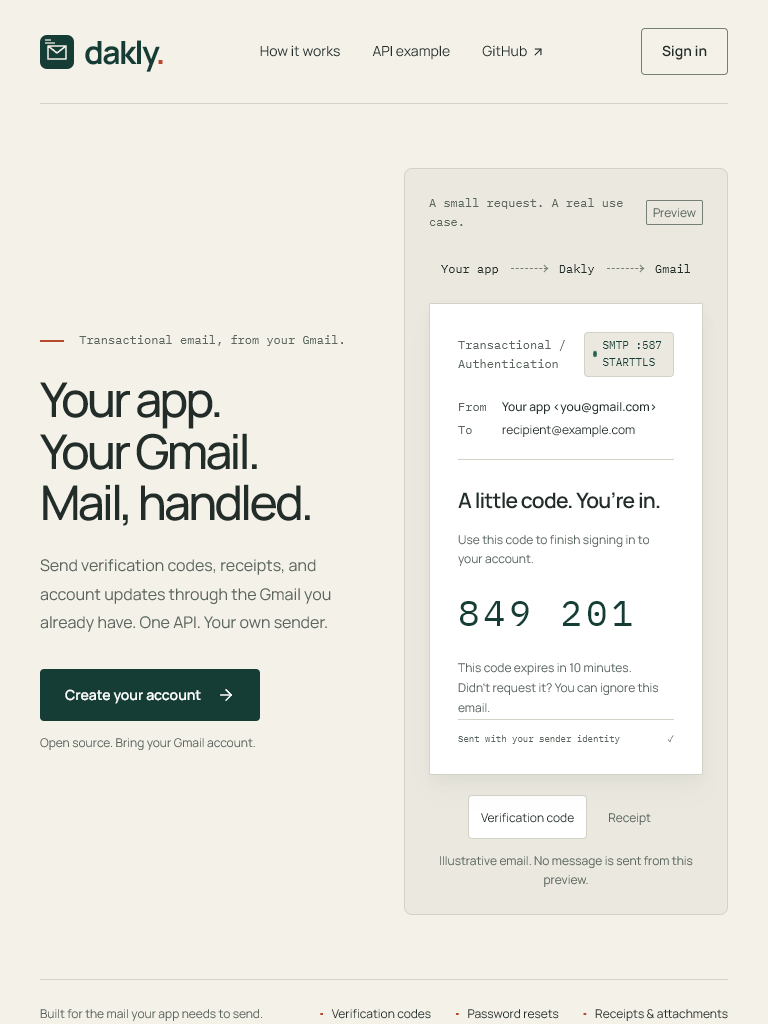 dakly.
How it works
API example
GitHub ↗
Sign in
Transactional email, from your Gmail.
Your app.
Your Gmail.
Mail, handled.
Send verification codes, receipts, and
account updates through the Gmail you
already have. One API. Your own sender.
Create your account →
Open source. Bring your Gmail account.
A small request. A real use
case.
Preview
Your app
Dakly
Gmail
Transactional /
Authentication
SMTP :587
STARTTLS
From Your app <you@gmail.com>
To recipient@example.com
A little code. You’re in.
Use this code to finish signing in to
your account.
849 201
This code expires in 10 minutes.
Didn't request it? You can ignore this
email.
Sent with your sender identity ✓
Verification code
Receipt
Illustrative email. No message is sent from this
preview.
Built for the mail your app needs to send.
Verification codes
Password resets
Receipts & attachments